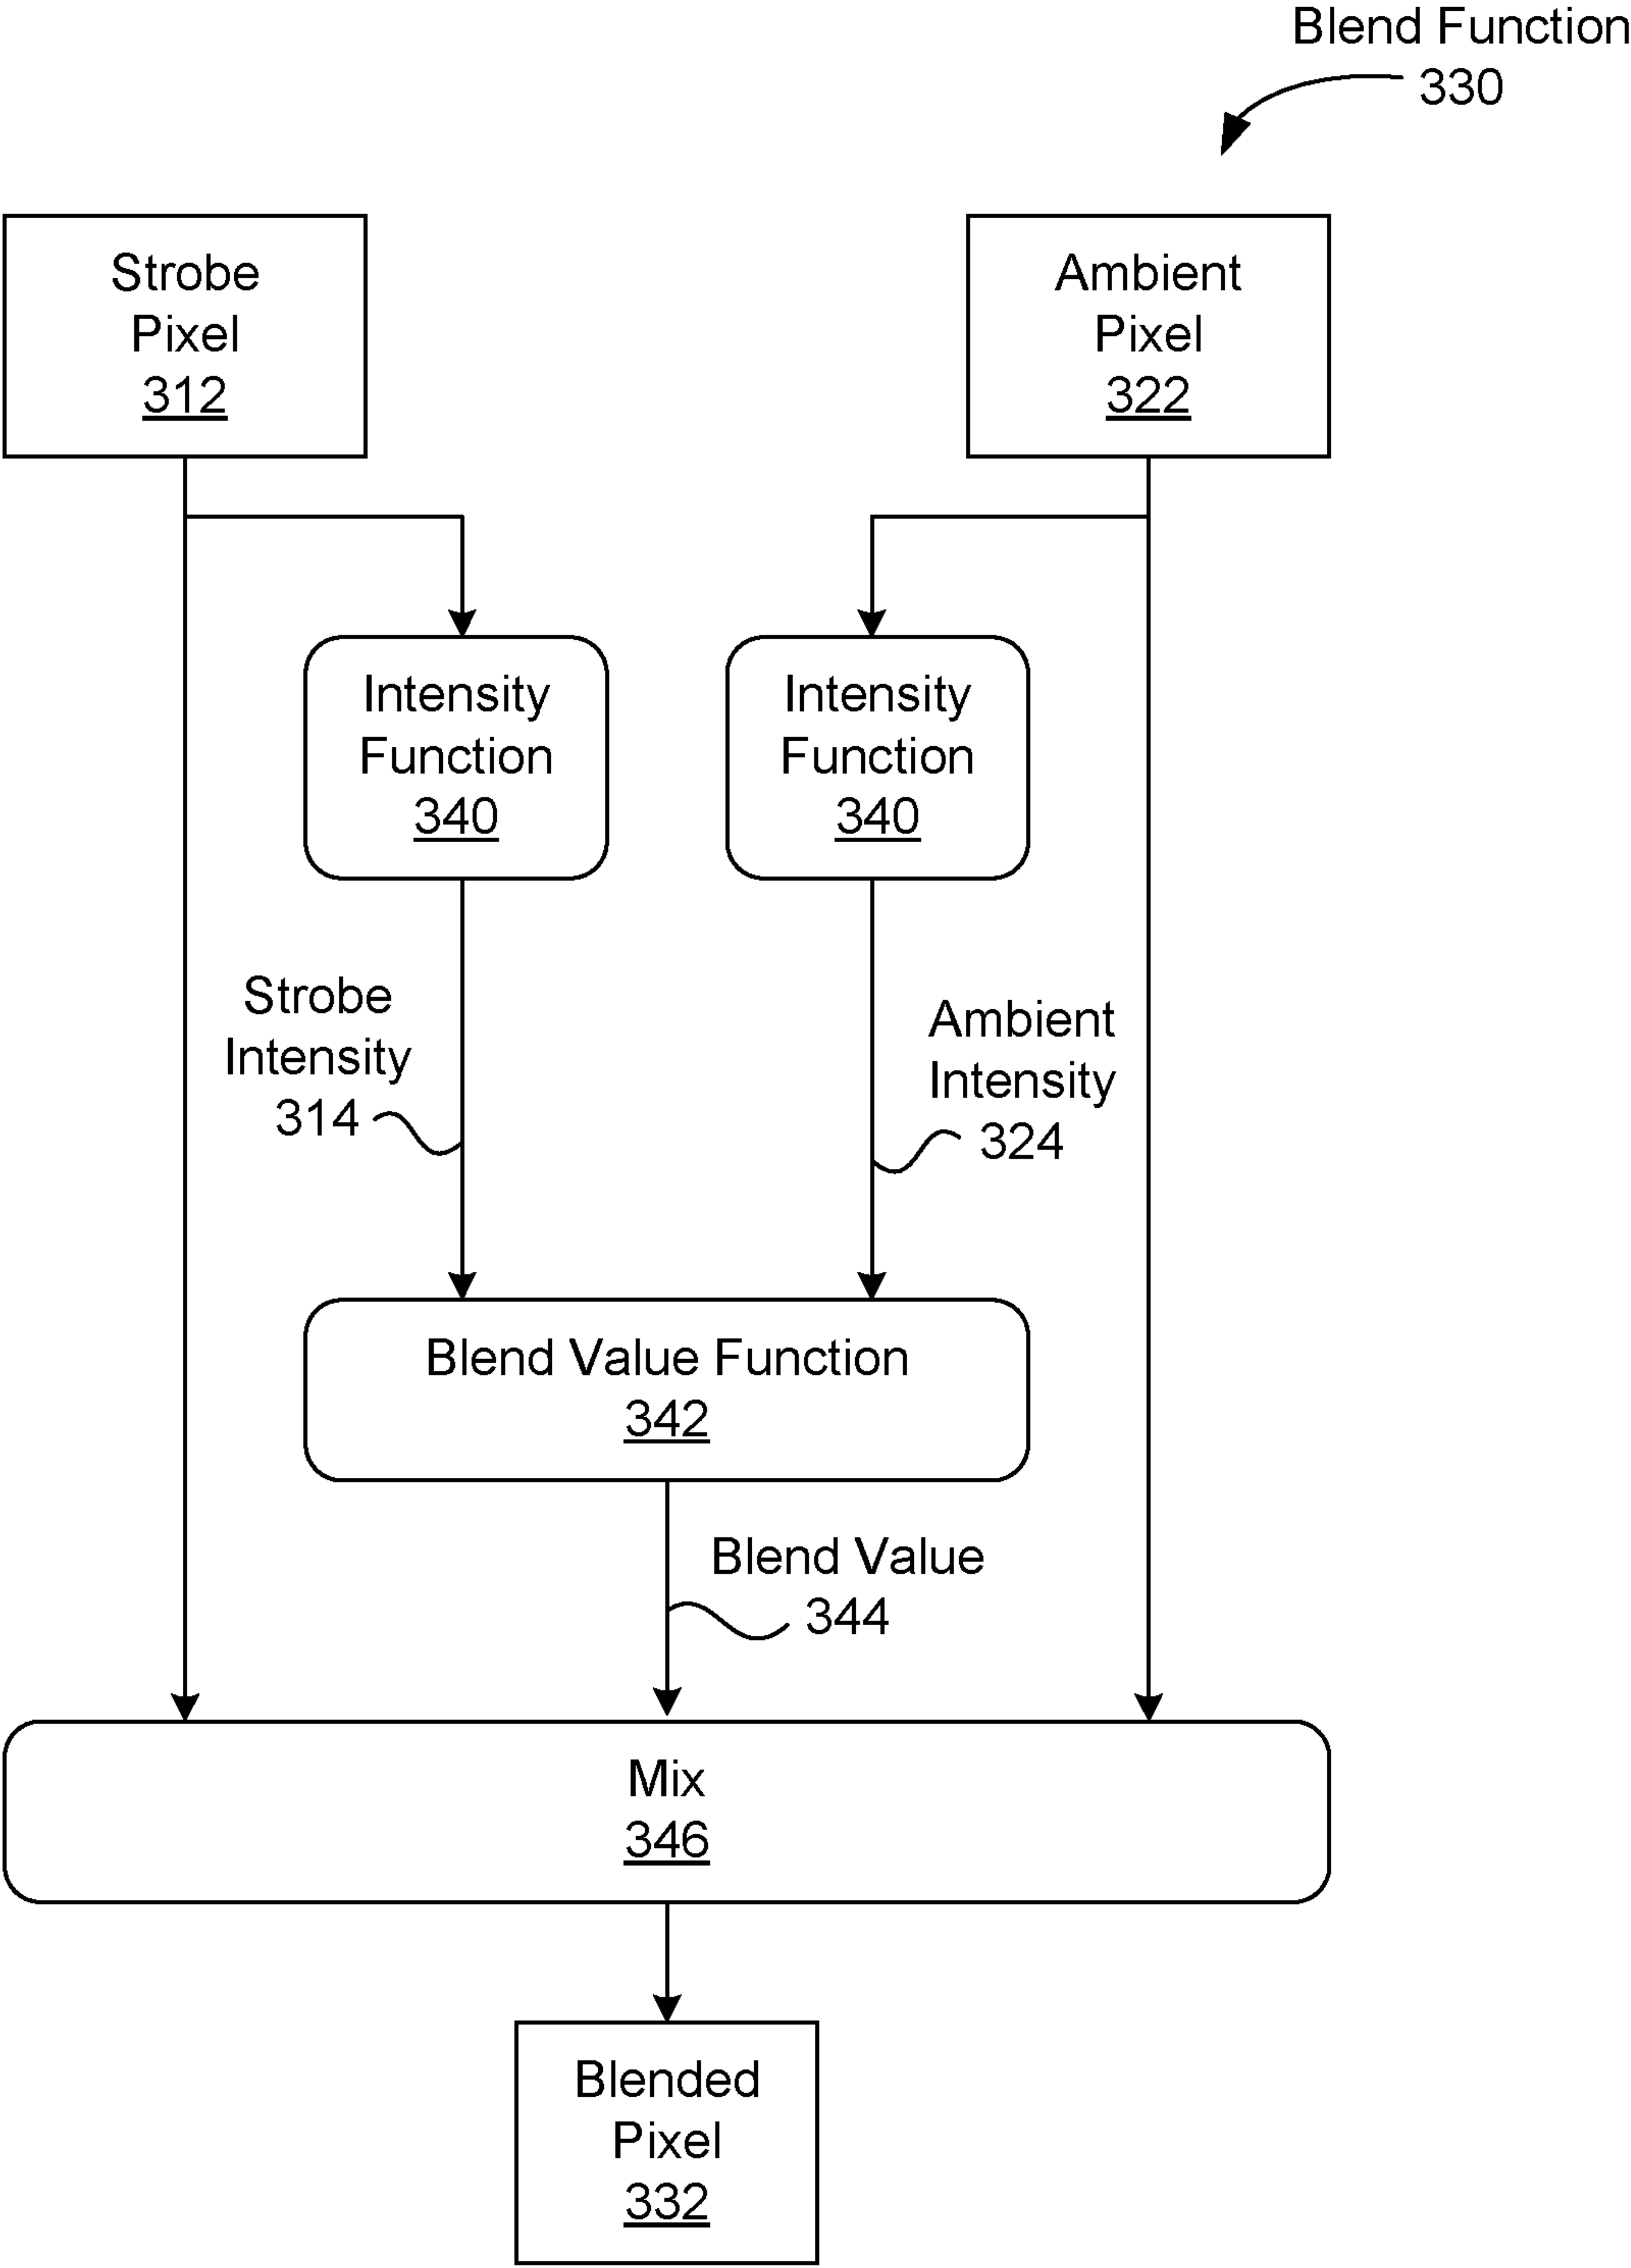 Blend Function
330
Strobe
Pixel
312
Ambient
Pixel
322
Intensity
Function
340
Intensity
Function
340
Strobe
Intensity
314
Ambient
Intensity
324
Blend Value Function
342
Blend Value
344
Mix
346
Blended
Pixel
332